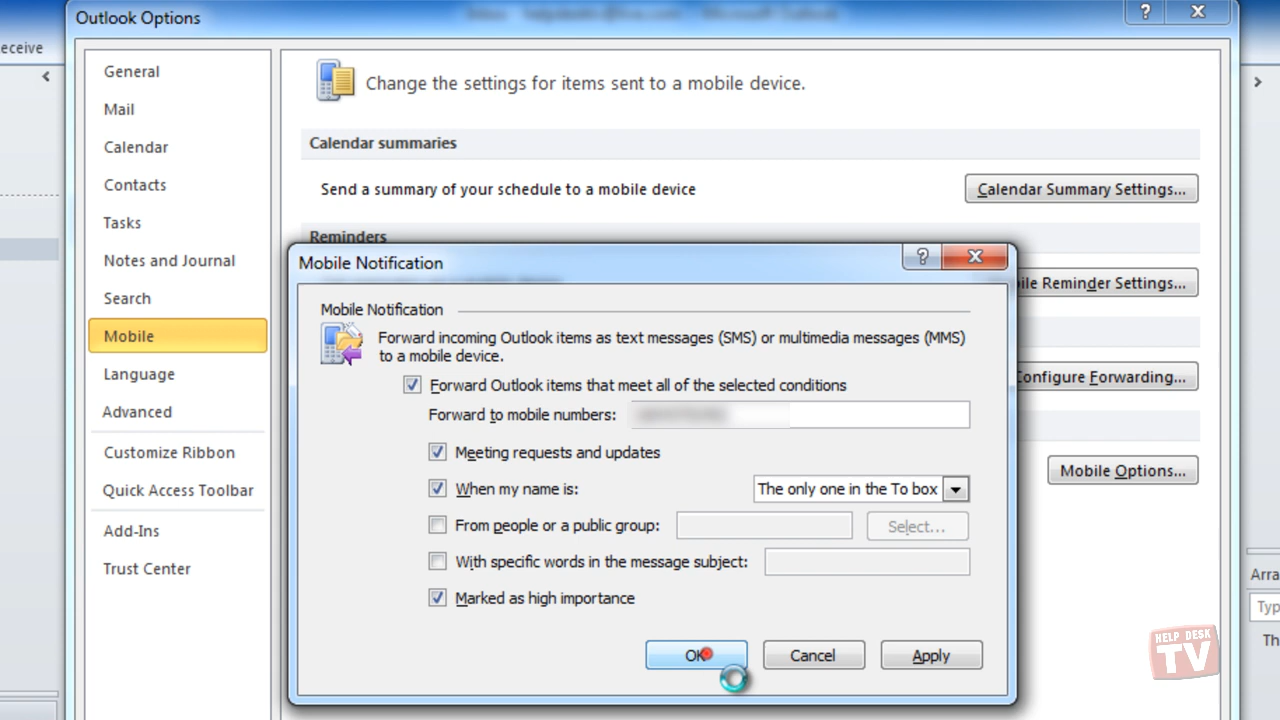 Outlook Options
?
eceive
General
Mail
Calendar
Contacts
Tasks
Notes and Journal
Search
Mobile
Language
Advanced
Customize Ribbon
Quick Access Toolbar
Add-Ins
Trust Center
Change the settings for items sent to a mobile device.
Calendar summaries
Send a summary of your schedule to a mobile device
Calendar Summary Settings...
Reminders
ile Reminder Settings...
onfigure Forwarding...
Mobile Options...
Mobile Notification
?
Mobile Notification
Forward incoming Outlook items as text messages (SMS) or multimedia messages (MMS)
to a mobile device.
Forward Outlook items that meet all of the selected conditions
Forward to mobile numbers:
Meeting requests and updates
When my name is:
The only one in the To box
From people or a public group:
Select...
With specific words in the message subject:
Marked as high importance
OK
Cancel
Apply
Arra
Typ
Th
HELP DESK
TV